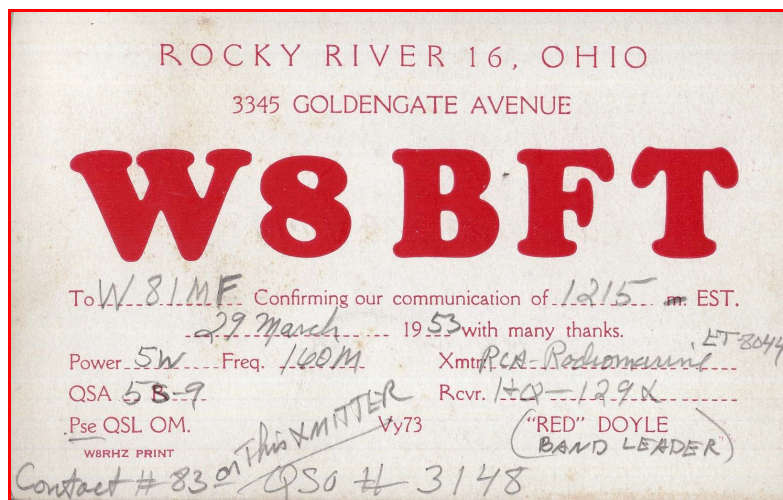 ROCKY RIVER 16, OHIO
3345 GOLDENGATE AVENUE
W8BFT
To W 8IMF Confirming our communication of 1215 m EST.
29 March 1953 with many thanks.
Power 5W Freq. 160M Xmtr RCA-Radiomarine ET-8044
QSA 5 R-9 Rcvr. HQ-129X
Pse QSL OM. Vy73 "RED" DOYLE
W8RHZ PRINT (BAND LEADER)
Contact # 83 on This XMITTER QSO # 3148